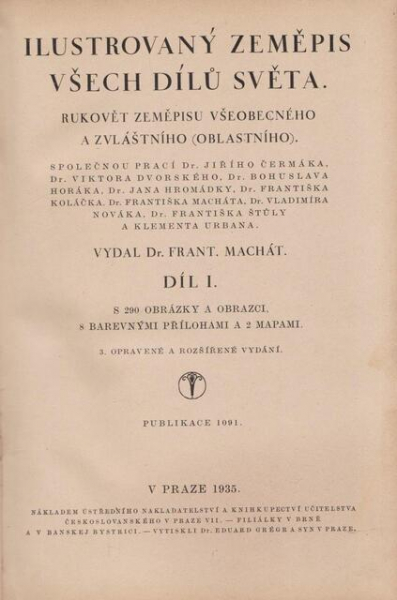 ILUSTROVANÝ ZEMĚPIS
VŠECH DÍLŮ SVĚTA.
RUKOVĚT ZEMĚPISU VŠEOBECNÉHO
A ZVLÁŠTNÍHO (OBLASTNÍHO).
SPOLEČNOU PRACÍ Dr. JIŘÍHO ČERMÁKA,
Dr. VIKTORA DVORSKÉHO, Dr. BOHUSLAVA
HORÁKA, Dr. JANA HROMÁDKY, Dr. FRANTIŠKA
KOLÁČKA, Dr. FRANTIŠKA MACHÁTA, Dr. VLADIMÍRA
NOVÁKA, Dr. FRANTIŠKA ŠTŮLY
A KLEMENTA URBANA.
VYDAL Dr. FRANT. MACHÁT.
DÍL I.
S 290 OBRÁZKY A OBRAZCI,
S BAREVNÝMI PŘÍLOHAMI A 2 MAPAMI.
3. OPRAVENÉ A ROZŠÍŘENÉ VYDÁNÍ.
PUBLIKACE 1091.
V PRAZE 1935.
NÁKLADEM ÚSTŘEDNÍHO NAKLADATELSTVÍ A KNIHKUPECTVÍ UČITELSTVA
ČESKOSLOVANSKÉHO V PRAZE VII. — FILIÁLKY V BRNĚ
A V BANSKEJ BYSTRICI. — VYTISKLI Dr. EDUARD GRÉGR A SYN V PRAZE.